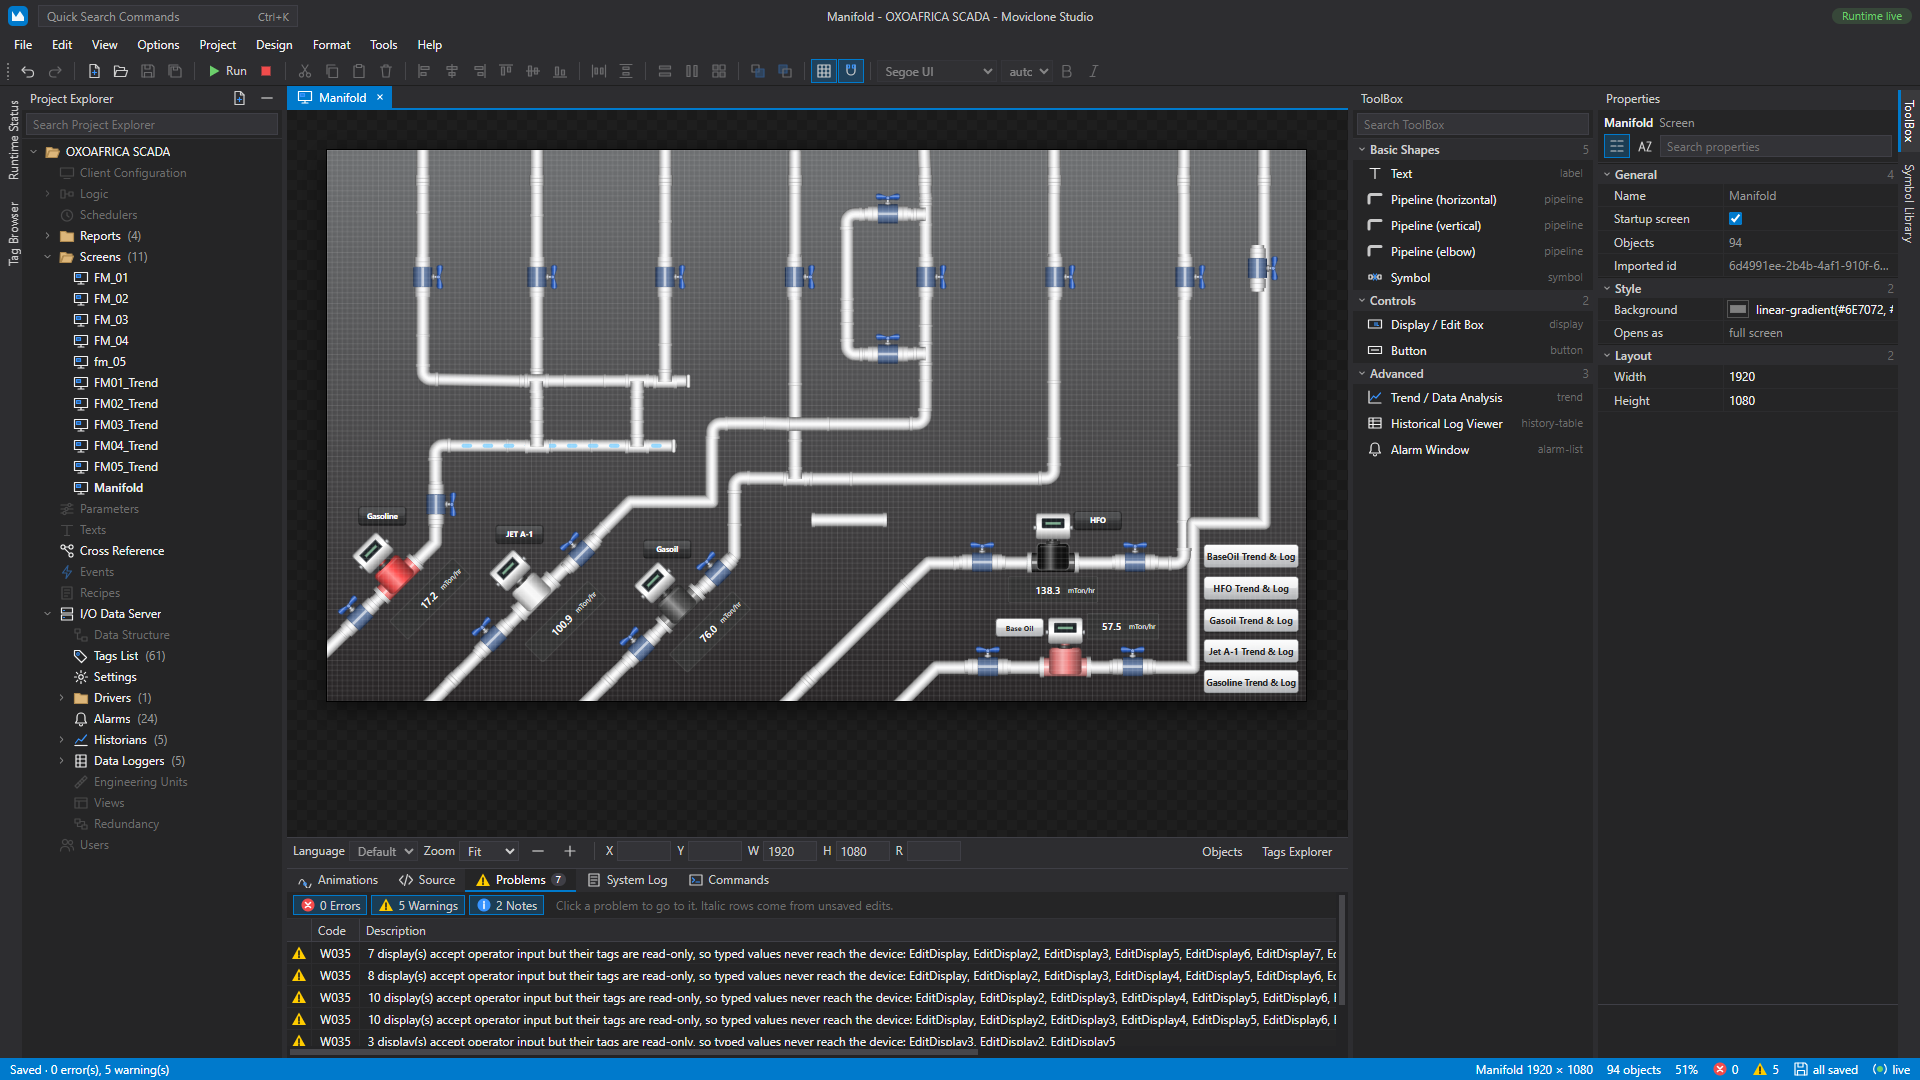 Quick Search Commands Ctrl+K
Manifold - OXOAFRICA SCADA - Moviclone Studio
Runtime live
File Edit View Options Project Design Format Tools Help
Run
Segoe UI
B I
Runtime Status
Tag Browser
Project Explorer
Search Project Explorer
OXOAFRICA SCADA
Client Configuration
Logic
Schedulers
Reports (4)
Screens (11)
FM_01
FM_02
FM_03
FM_04
fm_05
FM01_Trend
FM02_Trend
FM03_Trend
FM04_Trend
FM05_Trend
Manifold
Parameters
Texts
Cross Reference
Events
Recipes
I/O Data Server
Data Structure
Tags List (61)
Settings
Drivers (1)
Alarms (24)
Historians (5)
Data Loggers (5)
Engineering Units
Views
Redundancy
Users
Manifold ×
Gasoline
17.2 mTon/hr
JET A-1
100.9 mTon/hr
Gasoil
76.0 mTon/hr
HFO
138.3 mTon/hr
Base Oil
57.5 mTon/hr
BaseOil Trend & Log
HFO Trend & Log
Gasoil Trend & Log
Jet A-1 Trend & Log
Gasoline Trend & Log
Language Default Zoom Fit X Y W 1920 H 1080 R
Objects Tags Explorer
Animations Source Problems 7 System Log Commands
0 Errors 5 Warnings 2 Notes Click a problem to go to it. Italic rows come from unsaved edits.
Code Description
W035 7 display(s) accept operator input but their tags are read-only, so typed values never reach the device: EditDisplay, EditDisplay2, EditDisplay3, EditDisplay5, EditDisplay6, EditDisplay7,
W035 8 display(s) accept operator input but their tags are read-only, so typed values never reach the device: EditDisplay, EditDisplay2, EditDisplay3, EditDisplay4, EditDisplay5, EditDisplay6,
W035 10 display(s) accept operator input but their tags are read-only, so typed values never reach the device: EditDisplay, EditDisplay2, EditDisplay3, EditDisplay4, EditDisplay5, EditDisplay6,
W035 10 display(s) accept operator input but their tags are read-only, so typed values never reach the device: EditDisplay, EditDisplay2, EditDisplay3, EditDisplay4, EditDisplay5, EditDisplay6,
W035 3 display(s) accept operator input but their tags are read-only, so typed values never reach the device: EditDisplay3, EditDisplay2, EditDisplay5
ToolBox
Search ToolBox
Basic Shapes 5
Text label
Pipeline (horizontal) pipeline
Pipeline (vertical) pipeline
Pipeline (elbow) pipeline
Symbol symbol
Controls 2
Display / Edit Box display
Button button
Advanced 3
Trend / Data Analysis trend
Historical Log Viewer history-table
Alarm Window alarm-list
Properties
Manifold Screen
AZ Search properties
General 4
Name Manifold
Startup screen
Objects 94
Imported id 6d4991ee-2b4b-4af1-910f-6...
Style 2
Background linear-gradient(#6E7072,
Opens as full screen
Layout 2
Width 1920
Height 1080
ToolBox
Symbol Library
Saved · 0 error(s), 5 warning(s)
Manifold 1920 × 1080 94 objects 51% 0 5 all saved live